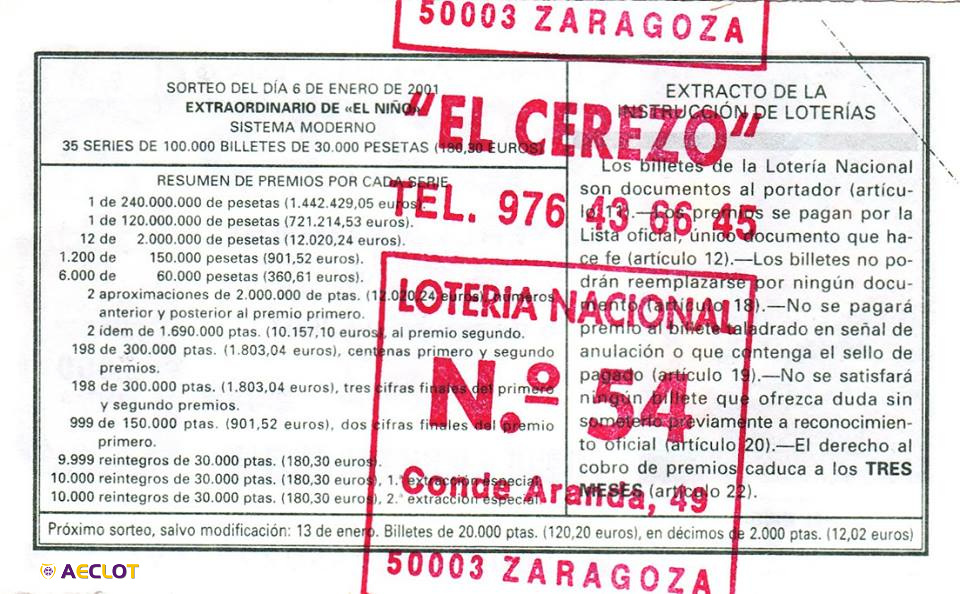 50003 ZARAGOZA
SORTEO DEL DÍA 6 DE ENERO DE 2001
EXTRAORDINARIO DE «EL NIÑO»
SISTEMA MODERNO
35 SERIES DE 100.000 BILLETES DE 30.000 PESETAS (180,30 EUROS)
RESUMEN DE PREMIOS POR CADA SERIE
1 de 240.000.000 de pesetas (1.442.429,05 euros).
1 de 120.000.000 de pesetas (721.214,53 euros).
12 de 2.000.000 de pesetas (12.020,24 euros).
1.200 de 150.000 pesetas (901,52 euros).
6.000 de 60.000 pesetas (360,61 euros).
2 aproximaciones de 2.000.000 de ptas. (12.020,24 euros), números
anterior y posterior al premio primero.
2 ídem de 1.690.000 ptas. (10.157,10 euros), al premio segundo.
198 de 300.000 ptas. (1.803,04 euros), centenas primero y segundo
premios.
198 de 300.000 ptas. (1.803,04 euros), tres cifras finales del primero
y segundo premios.
999 de 150.000 ptas. (901,52 euros), dos cifras finales del premio
primero.
9.999 reintegros de 30.000 ptas. (180,30 euros).
10.000 reintegros de 30.000 ptas. (180,30 euros), 1.ª extracción especial.
10.000 reintegros de 30.000 ptas. (180,30 euros), 2.ª extracción especial.
EXTRACTO DE LA
INSTRUCCIÓN DE LOTERÍAS
Los billetes de la Lotería Nacional
son documentos al portador (artícu-
lo 11).—Los premios se pagan por la
Lista oficial, único documento que ha-
ce fe (artículo 12).—Los billetes no po-
drán reemplazarse por ningún docu-
mento (artículo 18).—No se pagará
premio al billete taladrado en señal de
anulación o que contenga el sello de
pagado (artículo 19).—No se satisfará
ningún billete que ofrezca duda sin
someterlo previamente a reconocimien-
to oficial (artículo 20).—El derecho al
cobro de premios caduca a los TRES
MESES (artículo 22).
Próximo sorteo, salvo modificación: 13 de enero. Billetes de 20.000 ptas. (120,20 euros), en décimos de 2.000 ptas. (12,02 euros)
"EL CEREZO"
TEL. 976 43 66 45
LOTERIA NACIONAL
N.º 54
Conde Aranda, 49
50003 ZARAGOZA
AECLOT